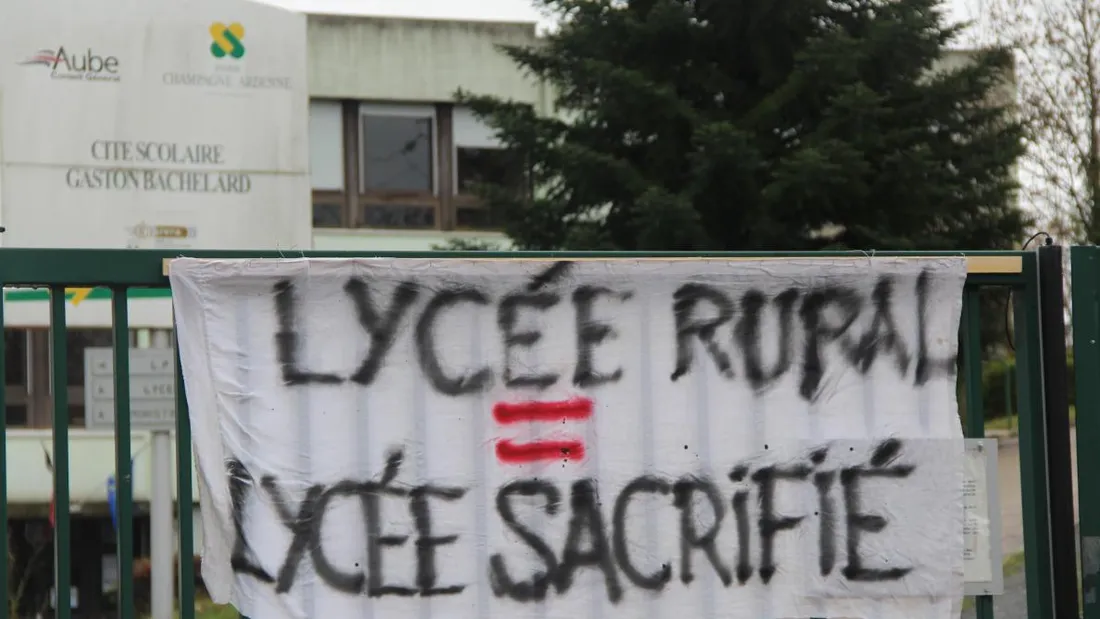 Aube
Conseil Général
CHAMPAGNE ARDENNE
CITE SCOLAIRE
GASTON BACHELARD
LYCÉE RURAL
=
LYCÉE SACRIFIÉ